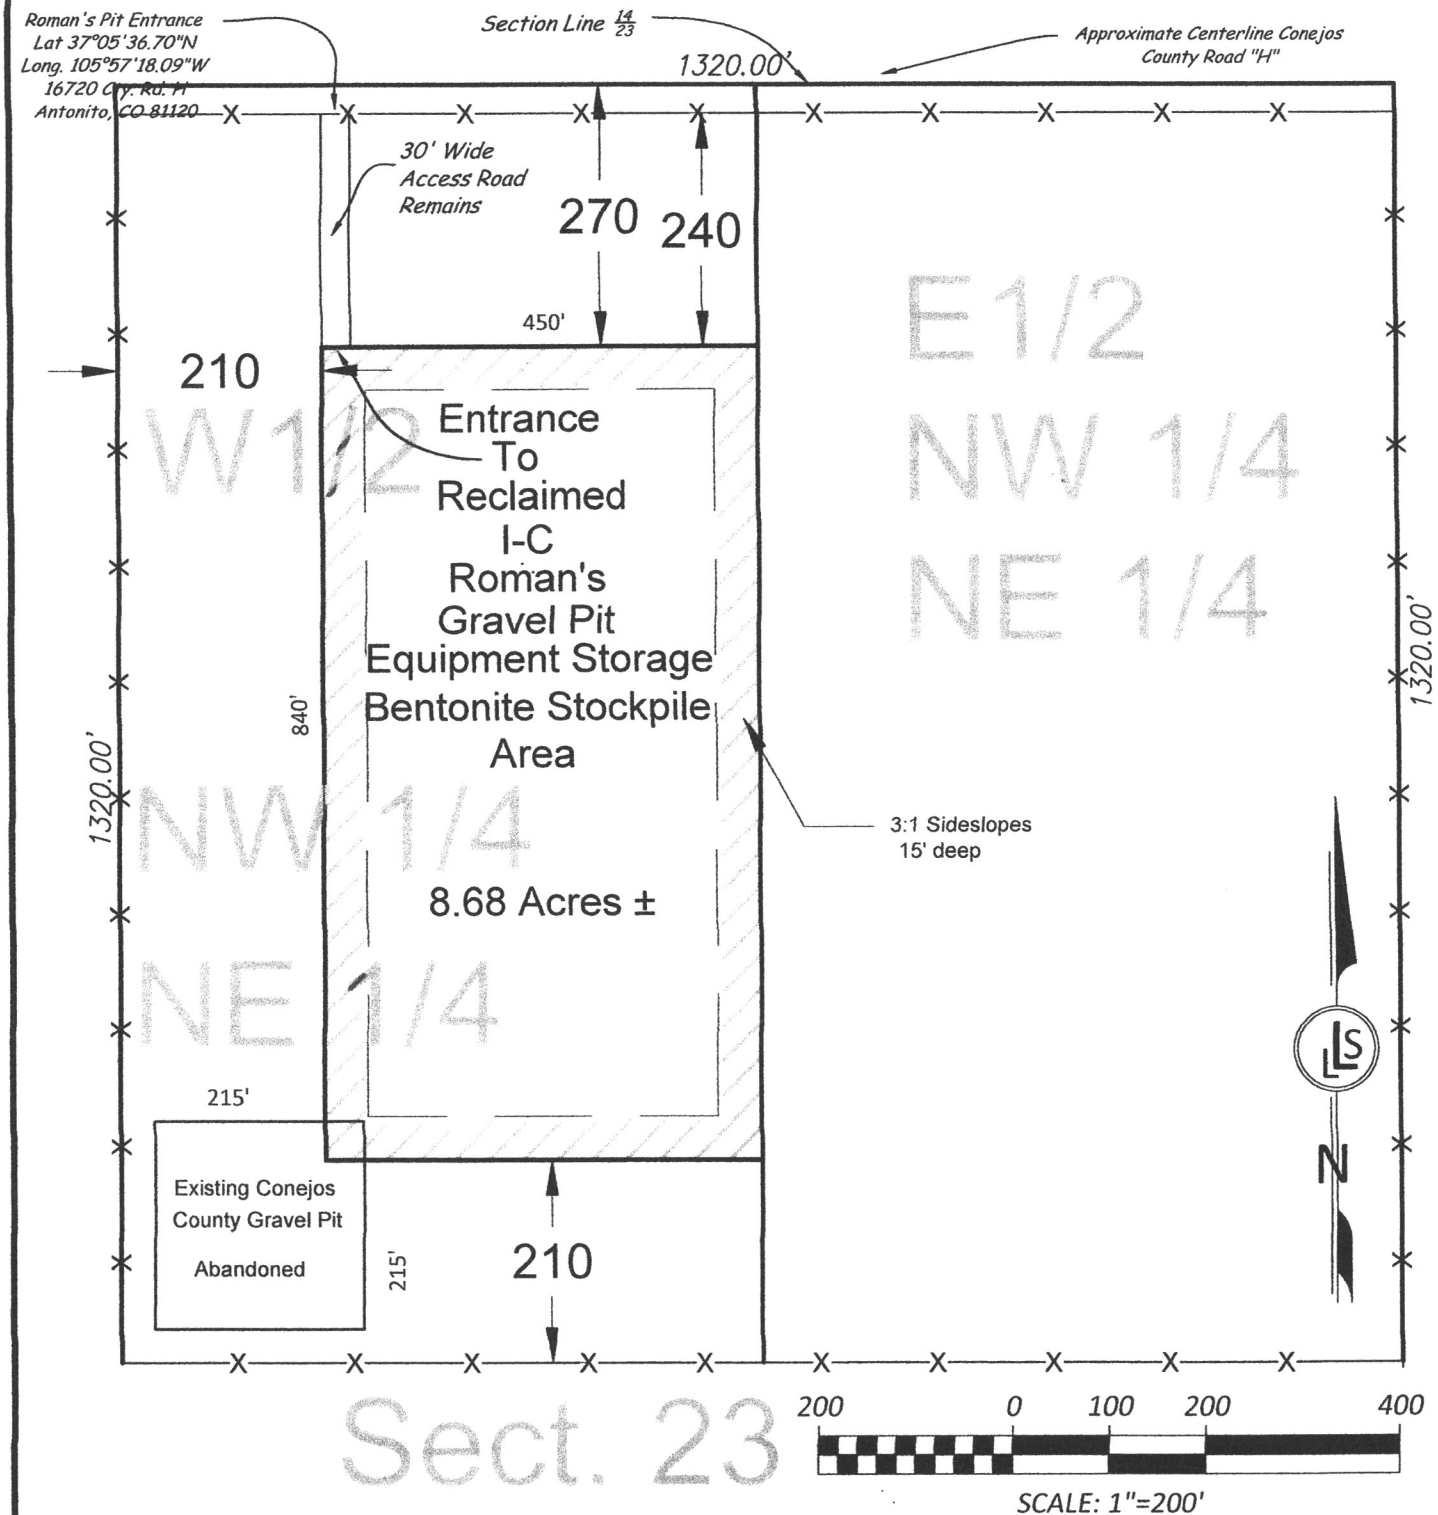 Roman's Pit Entrance
Lat 37°05'36.70"N
Long. 105°57'18.09"W
16720 Cty. Rd. H
Antonito, CO 81120
Section Line 14/23
1320.00'
Approximate Centerline Conejos
County Road "H"
30' Wide
Access Road
Remains
270
240
450'
210
E1/2
NW 1/4
NE 1/4
W1/2
NW 1/4
NE 1/4
Entrance
To
Reclaimed
I-C
Roman's
Gravel Pit
Equipment Storage
Bentonite Stockpile
Area
8.68 Acres ±
840'
1320.00'
1320.00'
3:1 Sideslopes
15' deep
215'
Existing Conejos
County Gravel Pit
Abandoned
215'
210
LLS
N
Sect. 23
200 0 100 200 400
SCALE: 1"=200'